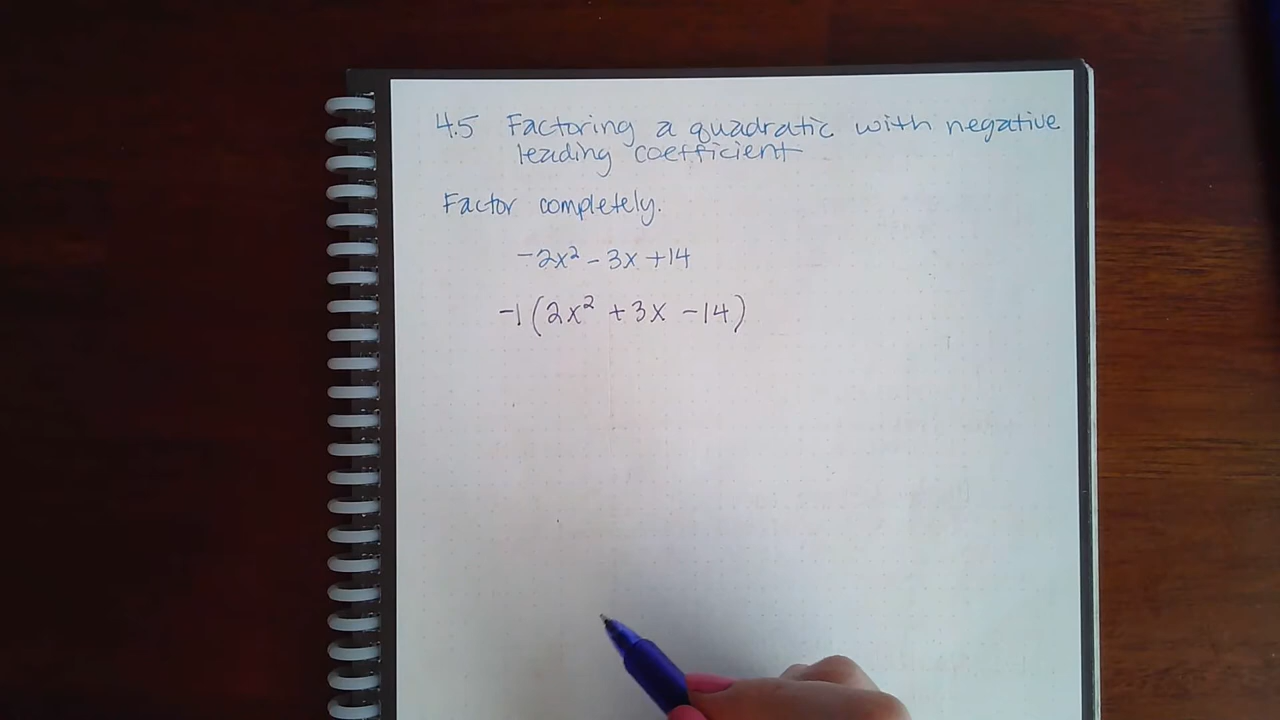 4.5 Factoring a quadratic with negative
leading coefficient
Factor completely.
-2x² - 3x + 14
-1(2x² + 3x - 14)